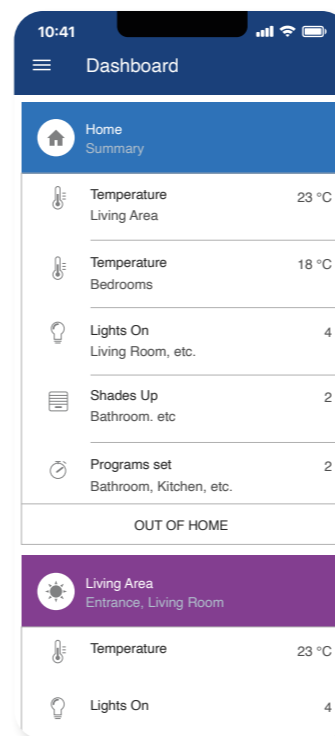 10:41
Dashboard
Home
Summary
Temperature 23 °C
Living Area
Temperature 18 °C
Bedrooms
Lights On 4
Living Room, etc.
Shades Up 2
Bathroom. etc
Programs set 2
Bathroom, Kitchen, etc.
OUT OF HOME
Living Area
Entrance, Living Room
Temperature 23 °C
Lights On 4